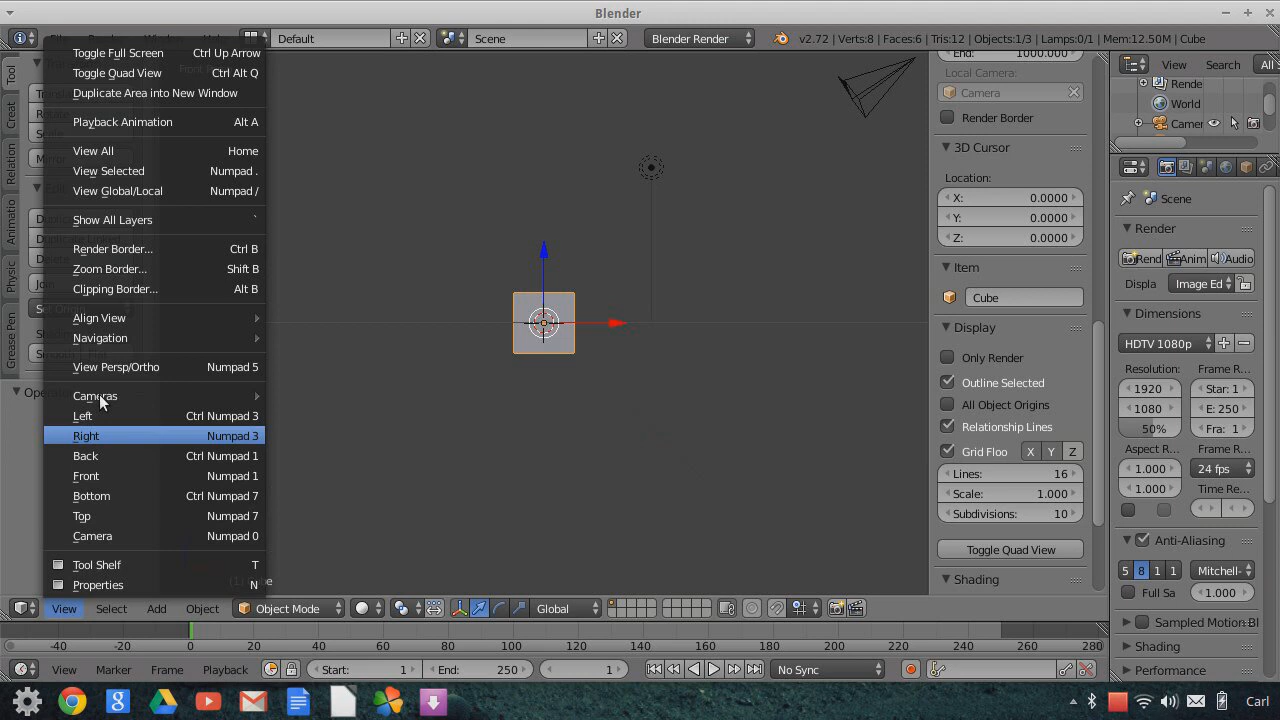 Blender
Default
Scene
Blender Render
v2.72 | Verts:8 | Faces:6 | Tris:12 | Objects:1/3 | Lamps:0/1 | Mem:12.50M | Cube
Tool
Creat
Relation
Animatio
Physic
Grease Pen
Toggle Full Screen Ctrl Up Arrow
Toggle Quad View Ctrl Alt Q
Duplicate Area into New Window
Playback Animation Alt A
View All Home
View Selected Numpad .
View Global/Local Numpad /
Show All Layers `
Render Border... Ctrl B
Zoom Border... Shift B
Clipping Border... Alt B
Align View
Navigation
View Persp/Ortho Numpad 5
Cameras
Left Ctrl Numpad 3
Right Numpad 3
Back Ctrl Numpad 1
Front Numpad 1
Bottom Ctrl Numpad 7
Top Numpad 7
Camera Numpad 0
Tool Shelf T
Properties N
View Select Add Object Object Mode Global
End: 1000.000
Local Camera:
Camera
Render Border
3D Cursor
Location:
X: 0.0000
Y: 0.0000
Z: 0.0000
Item
Cube
Display
Only Render
Outline Selected
All Object Origins
Relationship Lines
Grid Floo X Y Z
Lines: 16
Scale: 1.000
Subdivisions: 10
Toggle Quad View
Shading
View Search All S
Rende
World
Camer
Scene
Render
Rend Anim Audio
Displa Image Ed
Dimensions
HDTV 1080p
Resolution: Frame R...
1920 Star: 1
1080 E: 250
50% Fra: 1
Aspect R... Frame R...
1.000 24 fps
1.000 Time Re...
Anti-Aliasing
5 8 1 1 Mitchell-
Full Sa 1.000
Sampled Motion Bl
Shading
Performance
-40 -20 0 20 40 60 80 100 120 140 160 180 200 220 240 260 280
View Marker Frame Playback Start: 1 End: 250 1 No Sync
Carl